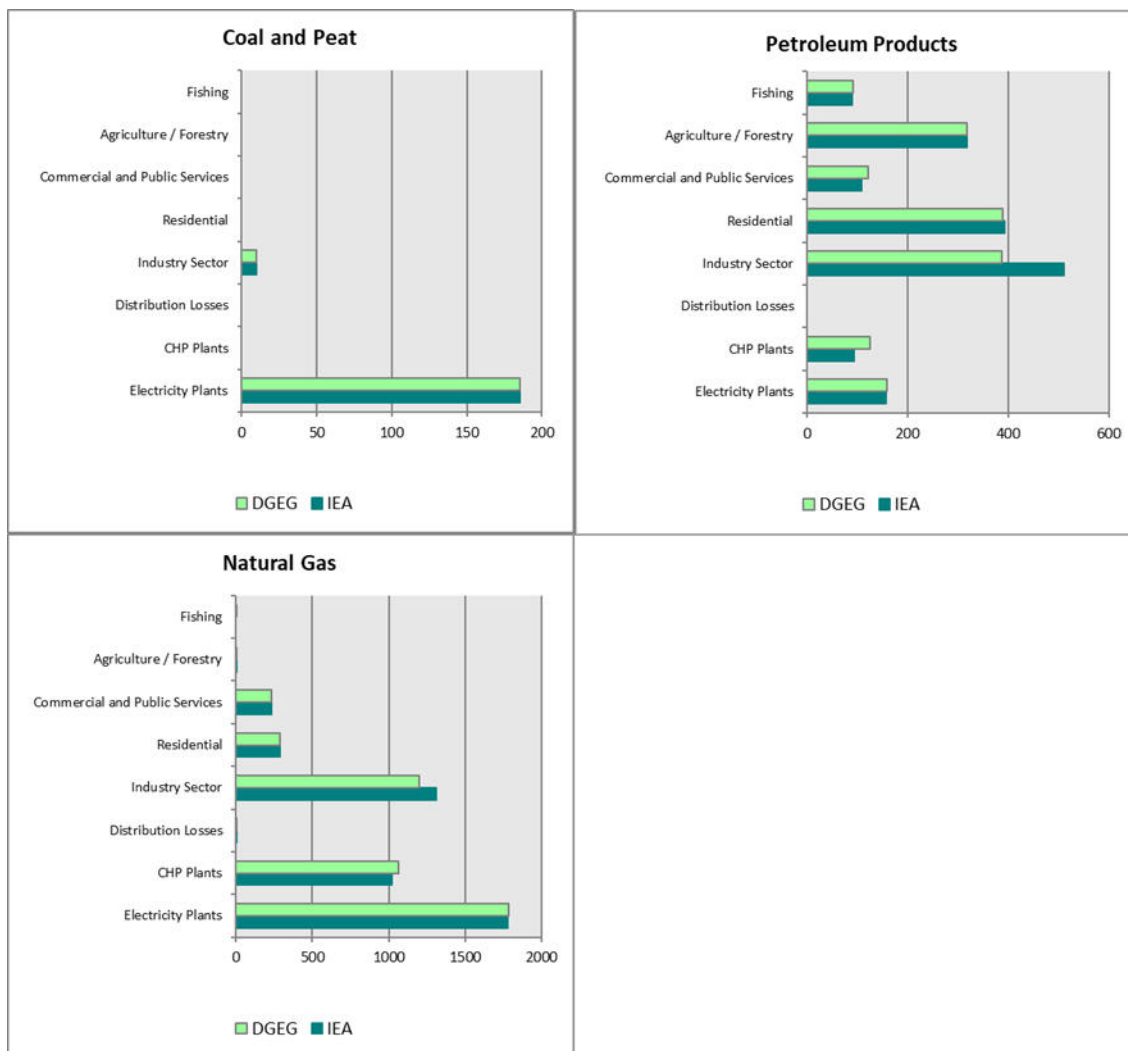 Coal and Peat
Fishing
Agriculture / Forestry
Commercial and Public Services
Residential
Industry Sector
Distribution Losses
CHP Plants
Electricity Plants
0 50 100 150 200
DGEG IEA
Petroleum Products
Fishing
Agriculture / Forestry
Commercial and Public Services
Residential
Industry Sector
Distribution Losses
CHP Plants
Electricity Plants
0 200 400 600
DGEG IEA
Natural Gas
Fishing
Agriculture / Forestry
Commercial and Public Services
Residential
Industry Sector
Distribution Losses
CHP Plants
Electricity Plants
0 500 1000 1500 2000
DGEG IEA